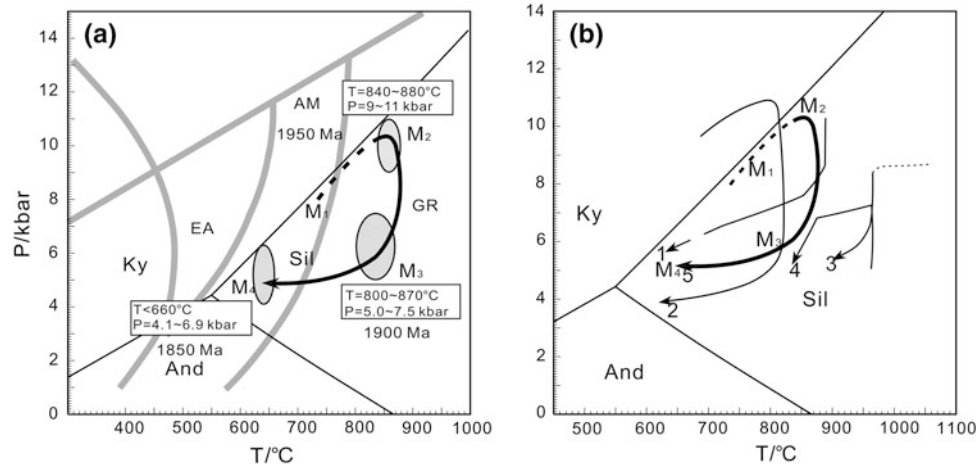 (a)
14
12
10
8
6
4
2
0
P/kbar
400
500
600
700
800
900
1000
T/°C
AM
1950 Ma
T=840~880°C
P=9~11 kbar
M2
M1
GR
EA
Ky
Sil
M4
M3
T<660°C
P=4.1~6.9 kbar
1850 Ma
T=800~870°C
P=5.0~7.5 kbar
1900 Ma
And
(b)
14
12
10
8
6
4
2
0
500
600
700
800
900
1000
1100
T/°C
M2
M1
Ky
M3
1
M4 5
4
3
2
Sil
And